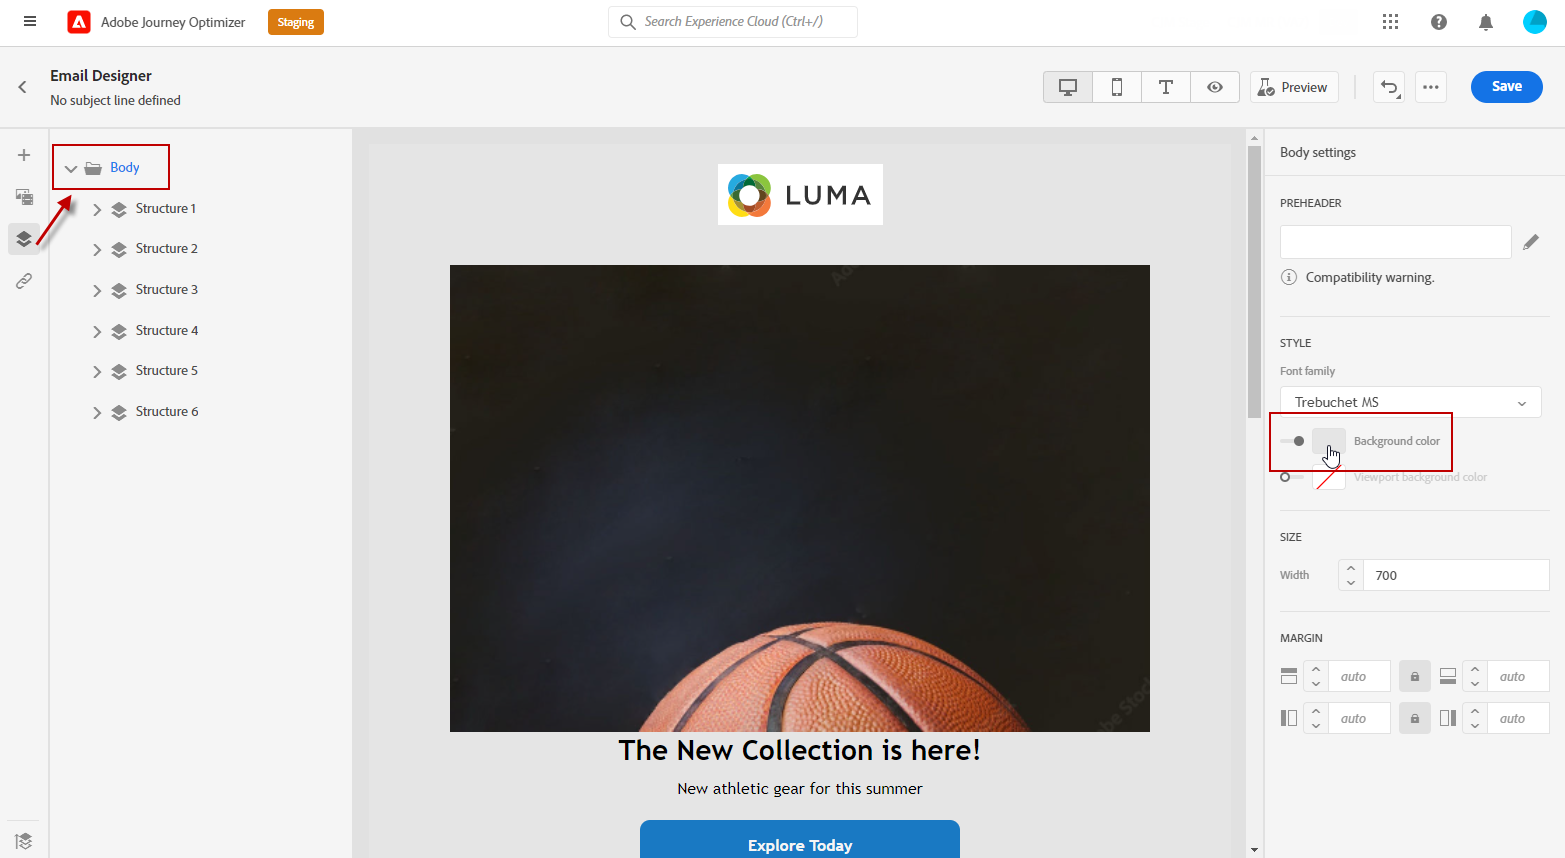 Adobe Journey Optimizer
Staging
Search Experience Cloud (Ctrl+/)
Email Designer
No subject line defined
Preview
Save
Body
Structure 1
Structure 2
Structure 3
Structure 4
Structure 5
Structure 6
LUMA
The New Collection is here!
New athletic gear for this summer
Explore Today
Body settings
PREHEADER
Compatibility warning.
STYLE
Font family
Trebuchet MS
Background color
Viewport background color
SIZE
Width
700
MARGIN
auto
auto
auto
auto